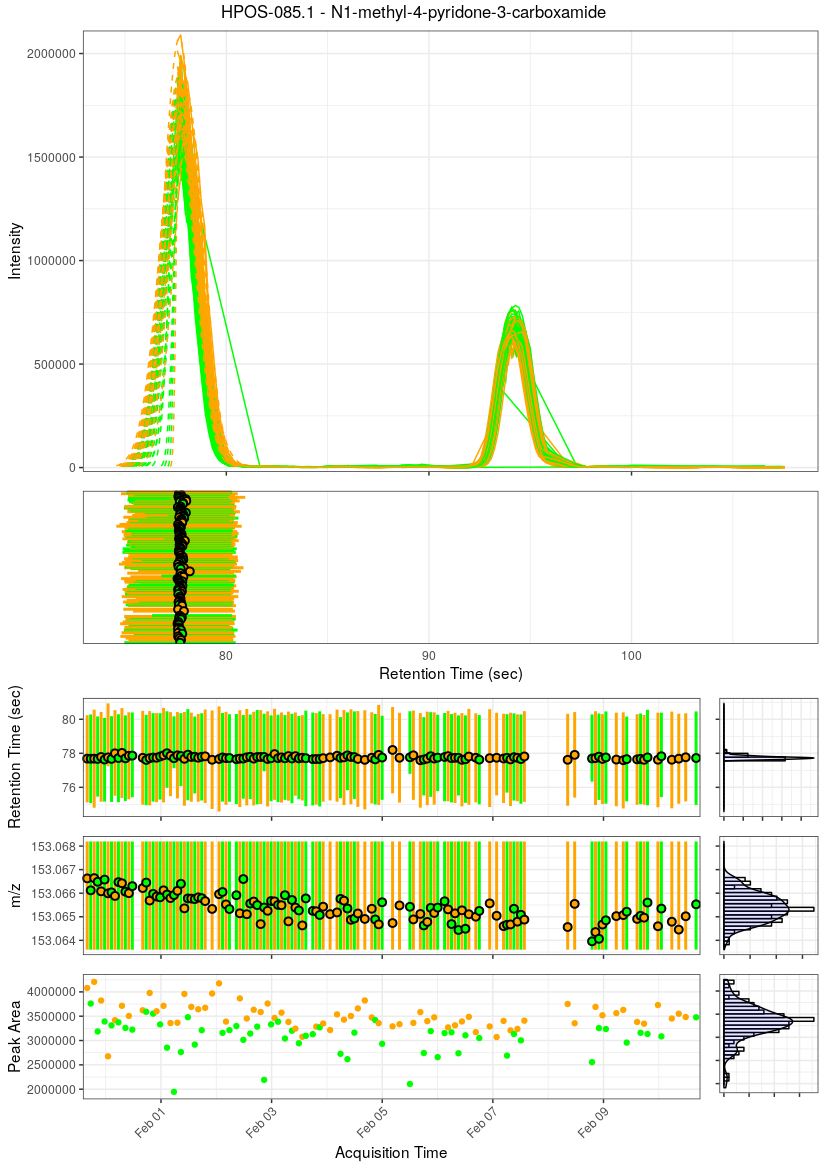 HPOS-085.1 - N1-methyl-4-pyridone-3-carboxamide
Intensity
2000000
1500000
1000000
500000
0
80
90
100
Retention Time (sec)
Retention Time (sec)
80
78
76
m/z
153.068
153.067
153.066
153.065
153.064
Peak Area
4000000
3500000
3000000
2500000
2000000
Feb 01
Feb 03
Feb 05
Feb 07
Feb 09
Acquisition Time